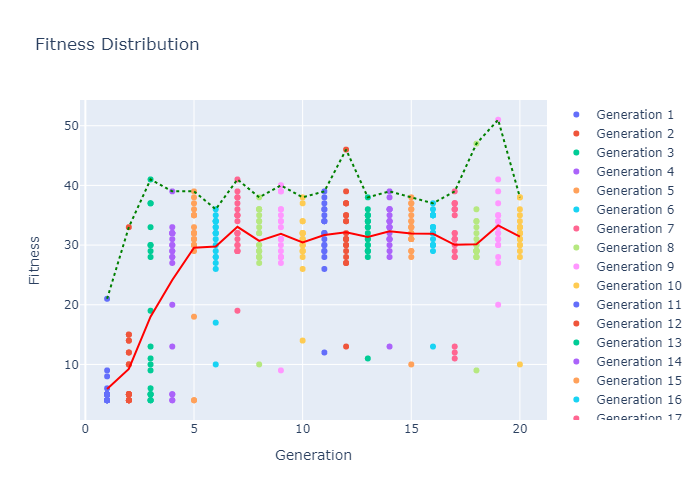 Fitness Distribution
50
40
30
20
10
0
5
10
15
20
Fitness
Generation
Generation 1
Generation 2
Generation 3
Generation 4
Generation 5
Generation 6
Generation 7
Generation 8
Generation 9
Generation 10
Generation 11
Generation 12
Generation 13
Generation 14
Generation 15
Generation 16
Generation 17